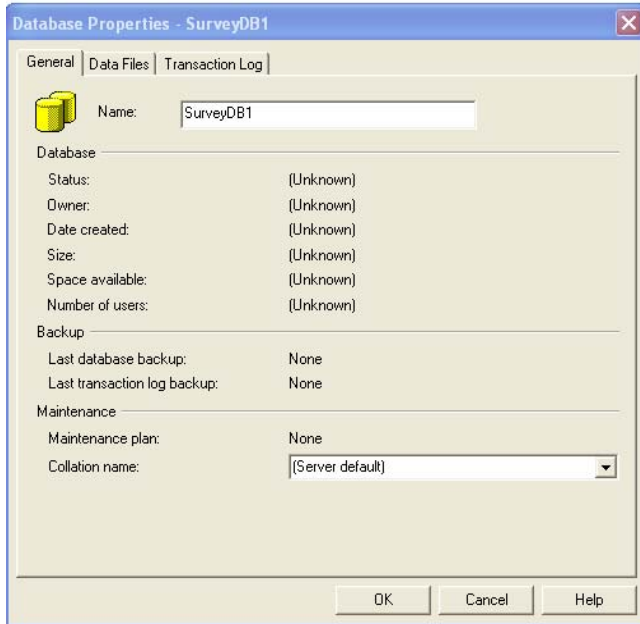 Database Properties - SurveyDB1
General Data Files Transaction Log
Name: SurveyDB1
Database
Status: (Unknown)
Owner: (Unknown)
Date created: (Unknown)
Size: (Unknown)
Space available: (Unknown)
Number of users: (Unknown)
Backup
Last database backup: None
Last transaction log backup: None
Maintenance
Maintenance plan: None
Collation name: (Server default)
OK Cancel Help